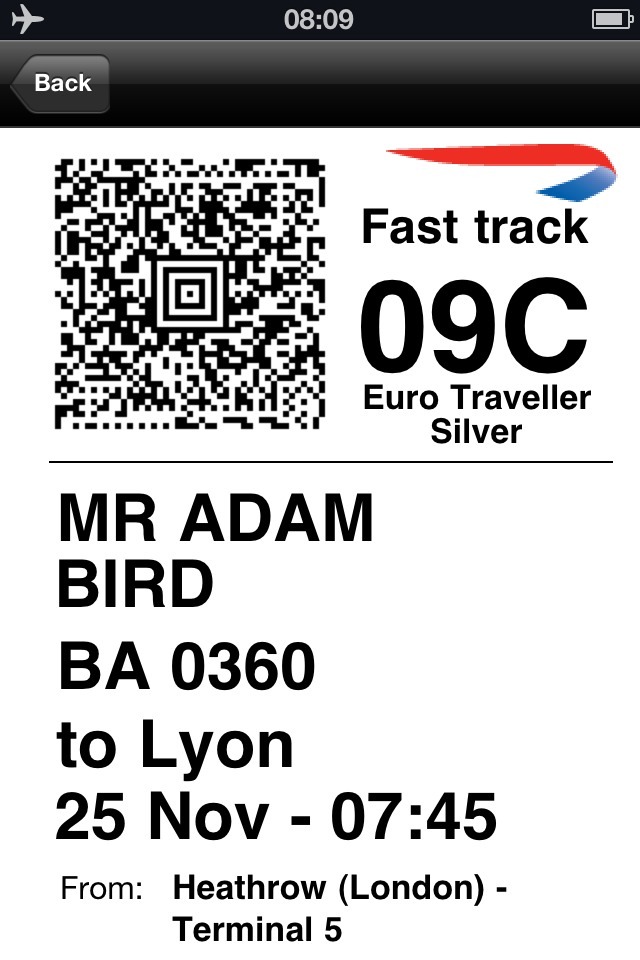 08:09
Back
Fast track
09C
Euro Traveller
Silver
MR ADAM
BIRD
BA 0360
to Lyon
25 Nov - 07:45
From: Heathrow (London) -
Terminal 5